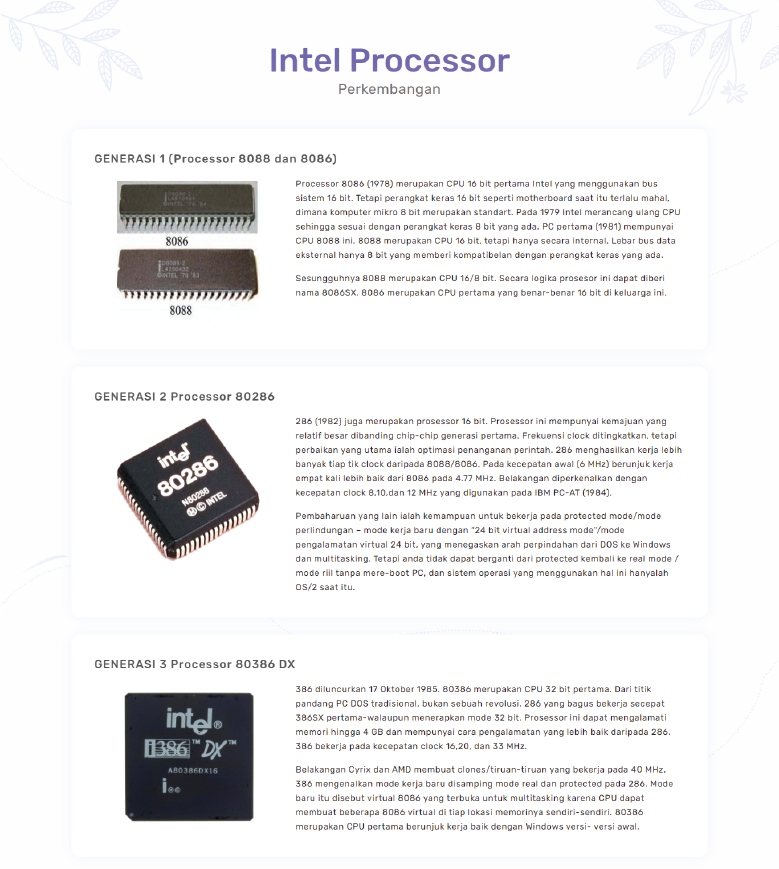 Intel Processor
Perkembangan
GENERASI 1 (Processor 8088 dan 8086)
8086
8088
Processor 8086 (1978) merupakan CPU 16 bit pertama Intel yang menggunakan bus
sistem 16 bit. Tetapi perangkat keras 16 bit seperti motherboard saat itu terlalu mahal,
dimana komputer mikro 8 bit merupakan standart. Pada 1979 Intel merancang ulang CPU
sehingga sesuai dengan perangkat keras 8 bit yang ada. PC pertama (1981) mempunyai
CPU 8088 ini. 8088 merupakan CPU 16 bit, tetapi hanya secara internal. Lebar bus data
eksternal hanya 8 bit yang memberi kompatibelan dengan perangkat keras yang ada.
Sesungguhnya 8088 merupakan CPU 16/8 bit. Secara logika prosesor ini dapat diberi
nama 8086SX. 8086 merupakan CPU pertama yang benar-benar 16 bit di keluarga ini.
GENERASI 2 Processor 80286
intel
80286
N80286
Ⓜ © INTEL
286 (1982) juga merupakan prosessor 16 bit. Prosessor ini mempunyai kemajuan yang
relatif besar dibanding chip-chip generasi pertama. Frekuensi clock ditingkatkan, tetapi
perbaikan yang utama ialah optimasi penanganan perintah. 286 menghasilkan kerja lebih
banyak tiap tik clock daripada 8088/8086. Pada kecepatan awal (6 MHz) berunjuk kerja
empat kali lebih baik dari 8086 pada 4.77 MHz. Belakangan diperkenalkan dengan
kecepatan clock 8,10,dan 12 MHz yang digunakan pada IBM PC-AT (1984).
Pembaharuan yang lain ialah kemampuan untuk bekerja pada protected mode/mode
perlindungan – mode kerja baru dengan "24 bit virtual address mode"/mode
pengalamatan virtual 24 bit, yang menegaskan arah perpindahan dari DOS ke Windows
dan multitasking. Tetapi anda tidak dapat berganti dari protected kembali ke real mode /
mode riil tanpa mere-boot PC, dan sistem operasi yang menggunakan hal ini hanyalah
OS/2 saat itu.
GENERASI 3 Processor 80386 DX
intel®
i386™ DX™
A80386DX16
i ⓜ©
386 diluncurkan 17 Oktober 1985. 80386 merupakan CPU 32 bit pertama. Dari titik
pandang PC DOS tradisional, bukan sebuah revolusi. 286 yang bagus bekerja secepat
386SX pertama-walaupun menerapkan mode 32 bit. Prosessor ini dapat mengalamati
memori hingga 4 GB dan mempunyai cara pengalamatan yang lebih baik daripada 286.
386 bekerja pada kecepatan clock 16,20, dan 33 MHz.
Belakangan Cyrix dan AMD membuat clones/tiruan-tiruan yang bekerja pada 40 MHz.
386 mengenalkan mode kerja baru disamping mode real dan protected pada 286. Mode
baru itu disebut virtual 8086 yang terbuka untuk multitasking karena CPU dapat
membuat beberapa 8086 virtual di tiap lokasi memorinya sendiri-sendiri. 80386
merupakan CPU pertama berunjuk kerja baik dengan Windows versi- versi awal.